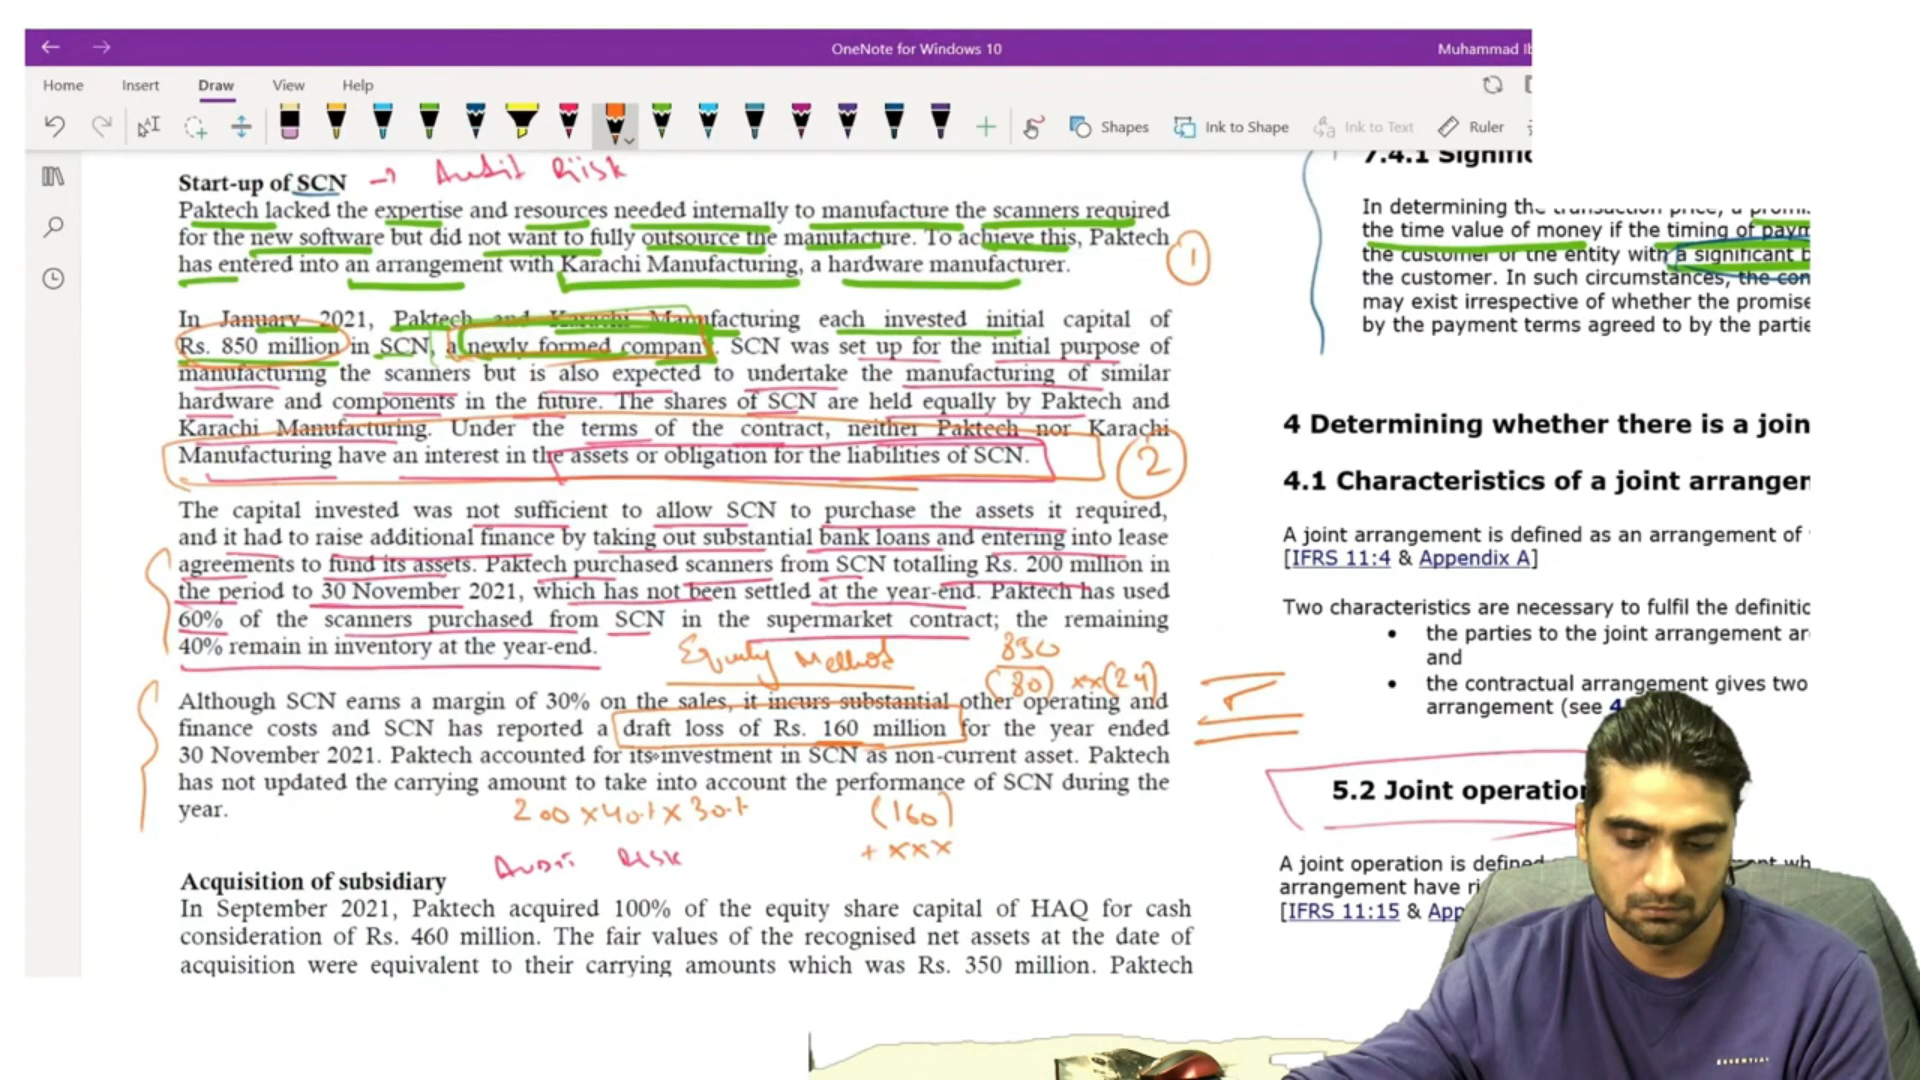 OneNote for Windows 10
Muhammad Ib
Home Insert Draw View Help
Shapes Ink to Shape Ink to Text Ruler
Start-up of SCN → Audit Risk
Paktech lacked the expertise and resources needed internally to manufacture the scanners required
for the new software but did not want to fully outsource the manufacture. To achieve this, Paktech
has entered into an arrangement with Karachi Manufacturing, a hardware manufacturer.
1
In January 2021, Paktech and Karachi Manufacturing each invested initial capital of
Rs. 850 million in SCN, a newly formed company. SCN was set up for the initial purpose of
manufacturing the scanners but is also expected to undertake the manufacturing of similar
hardware and components in the future. The shares of SCN are held equally by Paktech and
Karachi Manufacturing. Under the terms of the contract, neither Paktech nor Karachi
Manufacturing have an interest in the assets or obligation for the liabilities of SCN.
2
The capital invested was not sufficient to allow SCN to purchase the assets it required,
and it had to raise additional finance by taking out substantial bank loans and entering into lease
agreements to fund its assets. Paktech purchased scanners from SCN totalling Rs. 200 million in
the period to 30 November 2021, which has not been settled at the year-end. Paktech has used
60% of the scanners purchased from SCN in the supermarket contract; the remaining
40% remain in inventory at the year-end.
Equity Method
850
(80) xx(24)
Although SCN earns a margin of 30% on the sales, it incurs substantial other operating and
finance costs and SCN has reported a draft loss of Rs. 160 million for the year ended
30 November 2021. Paktech accounted for its investment in SCN as non-current asset. Paktech
has not updated the carrying amount to take into account the performance of SCN during the
year.
200 x 40% x 30%
(160)
+ xxx
Audit Risk
Acquisition of subsidiary
In September 2021, Paktech acquired 100% of the equity share capital of HAQ for cash
consideration of Rs. 460 million. The fair values of the recognised net assets at the date of
acquisition were equivalent to their carrying amounts which was Rs. 350 million. Paktech
7.4.1 Signific
In determining the transaction price, a promi
the time value of money if the timing of paym
the customer or the entity with a significant b
the customer. In such circumstances, the con
may exist irrespective of whether the promise
by the payment terms agreed to by the partie
4 Determining whether there is a join
4.1 Characteristics of a joint arranger
A joint arrangement is defined as an arrangement of
[IFRS 11:4 & Appendix A]
Two characteristics are necessary to fulfil the definitio
• the parties to the joint arrangement ar
and
• the contractual arrangement gives two
arrangement (see 4
5.2 Joint operation
A joint operation is defined
arrangement have ri
[IFRS 11:15 & App
ESSENTIAL